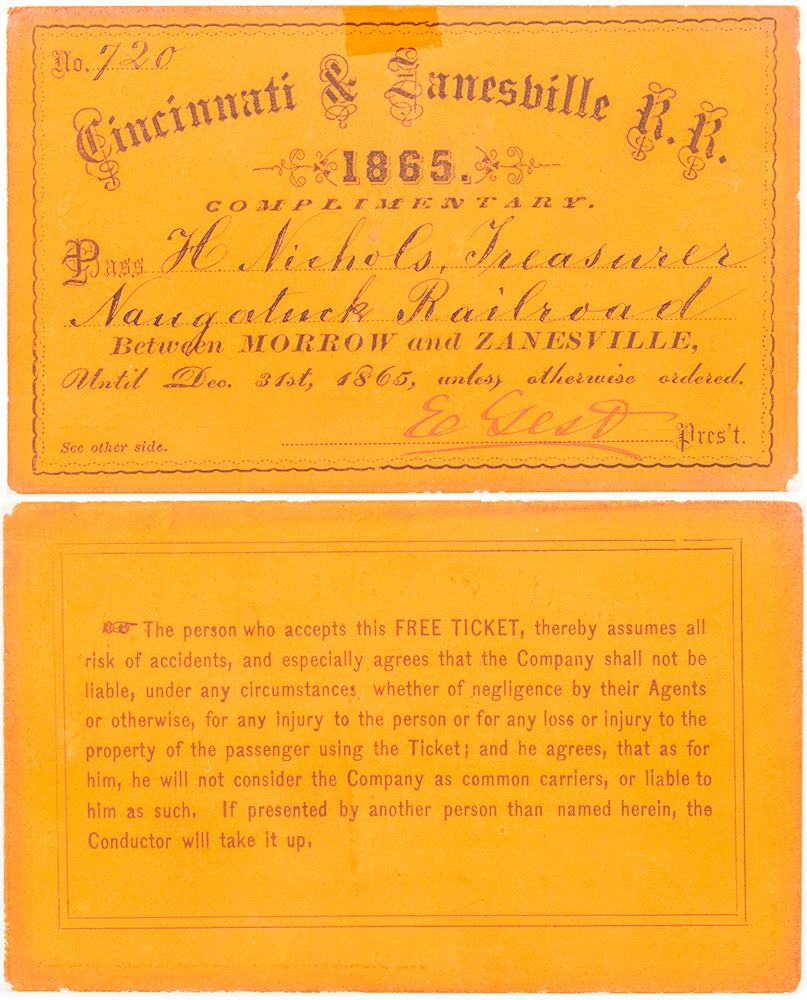 No. 720
Cincinnati & Zanesville R. R.
1865.
COMPLIMENTARY.
Pass H. Nichols, Treasurer
Naugatuck Railroad
Between MORROW and ZANESVILLE,
Until Dec. 31st, 1865, unless otherwise ordered.
E Gest Pres't.
See other side.
☞ The person who accepts this FREE TICKET, thereby assumes all
risk of accidents, and especially agrees that the Company shall not be
liable, under any circumstances, whether of negligence by their Agents
or otherwise, for any injury to the person or for any loss or injury to the
property of the passenger using the Ticket; and he agrees, that as for
him, he will not consider the Company as common carriers, or liable to
him as such. If presented by another person than named herein, the
Conductor will take it up.